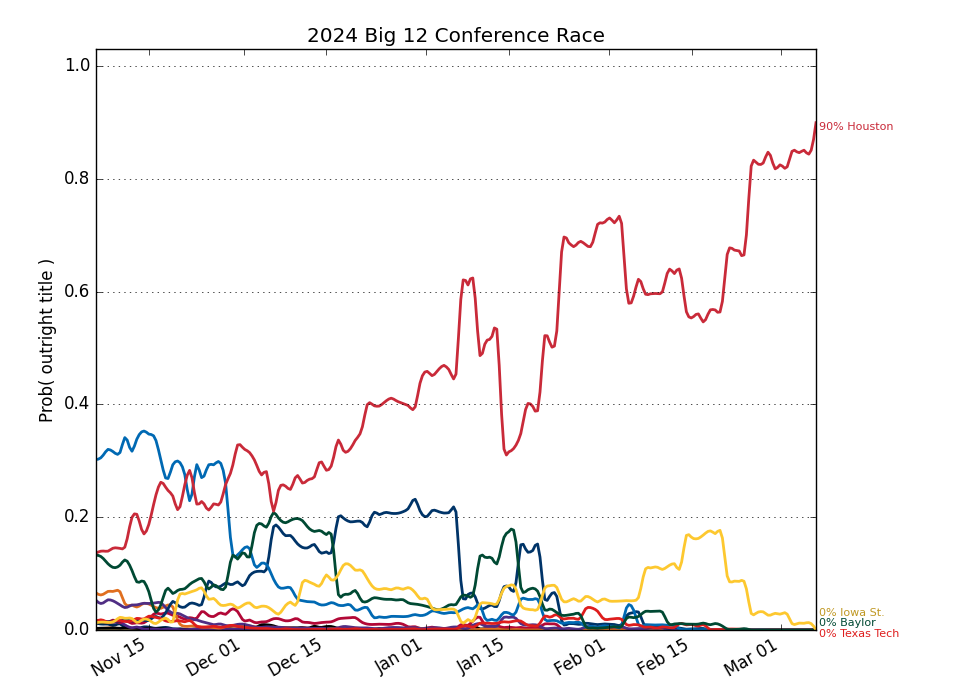 2024 Big 12 Conference Race
Prob( outright title )
1.0
0.8
0.6
0.4
0.2
0.0
90% Houston
0% Iowa St.
0% Baylor
0% Texas Tech
Nov 15
Dec 01
Dec 15
Jan 01
Jan 15
Feb 01
Feb 15
Mar 01